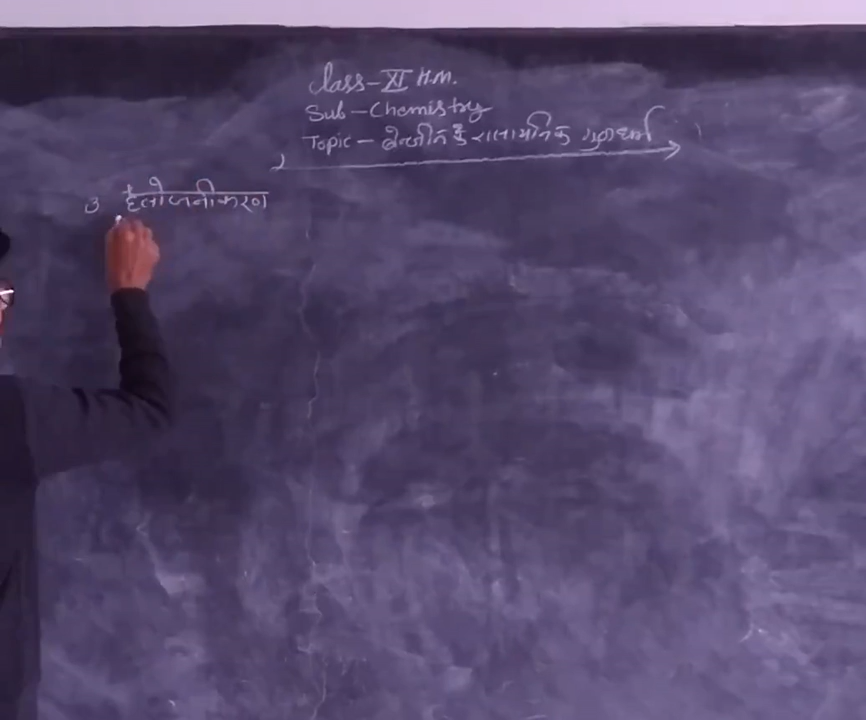 Class-XI H.M.
Sub-Chemistry
Topic-बेन्जीन के रासायनिक गुणधर्म
3 हैलोजनीकरण